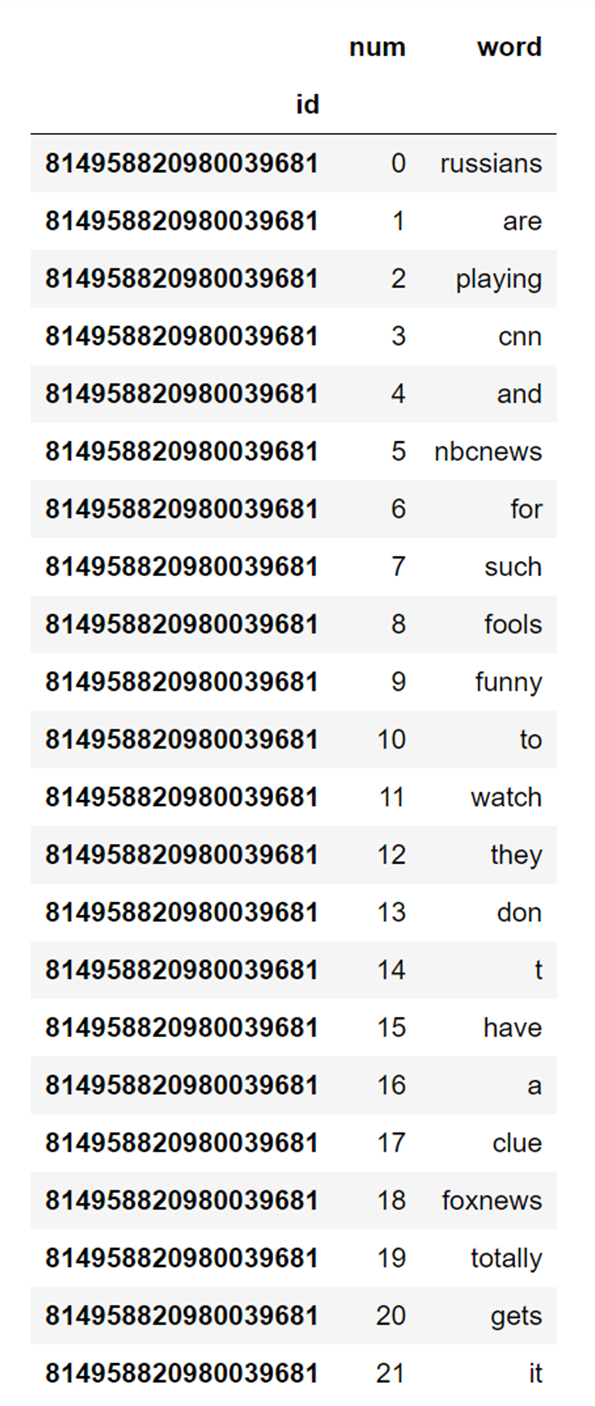 num word
id
814958820980039681 0 russians
814958820980039681 1 are
814958820980039681 2 playing
814958820980039681 3 cnn
814958820980039681 4 and
814958820980039681 5 nbcnews
814958820980039681 6 for
814958820980039681 7 such
814958820980039681 8 fools
814958820980039681 9 funny
814958820980039681 10 to
814958820980039681 11 watch
814958820980039681 12 they
814958820980039681 13 don
814958820980039681 14 t
814958820980039681 15 have
814958820980039681 16 a
814958820980039681 17 clue
814958820980039681 18 foxnews
814958820980039681 19 totally
814958820980039681 20 gets
814958820980039681 21 it